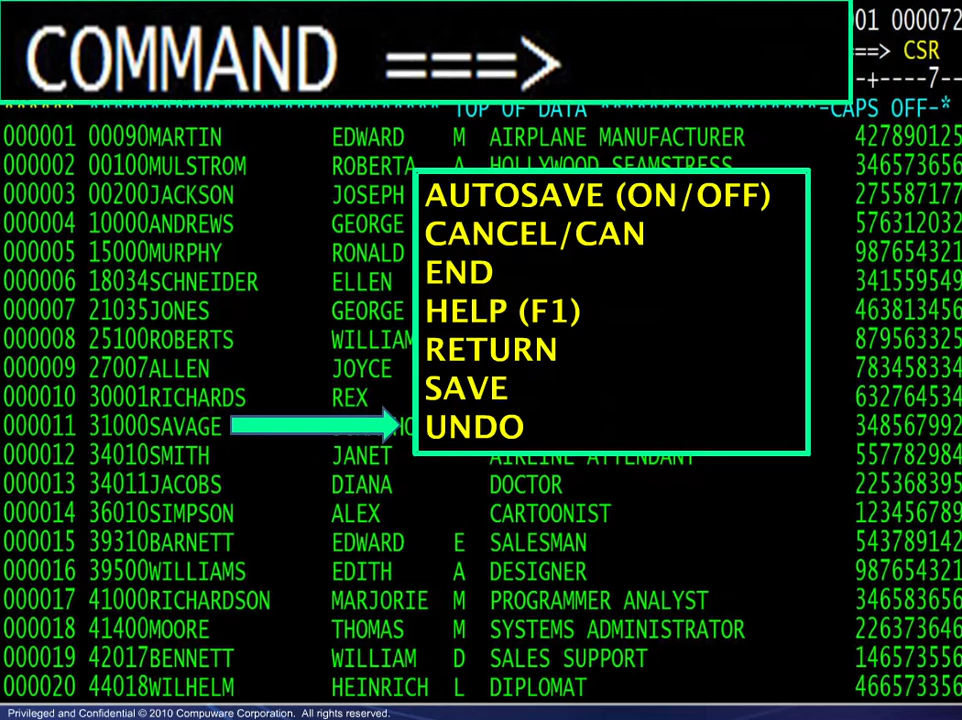 COMMAND ===>
01 000072
==> CSR
-+----7--
TOP OF DATA -CAPS OFF-*
000001 00090MARTIN EDWARD M AIRPLANE MANUFACTURER 427890125
000002 00100MULSTROM ROBERTA A HOLLYWOOD SEAMSTRESS 346573656
000003 00200JACKSON JOSEPH 275587177
000004 10000ANDREWS GEORGE 576312032
000005 15000MURPHY RONALD 987654321
000006 18034SCHNEIDER ELLEN 341559549
000007 21035JONES GEORGE 463813456
000008 25100ROBERTS WILLIAM 879563325
000009 27007ALLEN JOYCE 783458334
000010 30001RICHARDS REX 632764534
000011 31000SAVAGE 348567992
000012 34010SMITH JANET AIRLINE ATTENDANT 557782984
000013 34011JACOBS DIANA DOCTOR 225368395
000014 36010SIMPSON ALEX CARTOONIST 123456789
000015 39310BARNETT EDWARD E SALESMAN 543789142
000016 39500WILLIAMS EDITH A DESIGNER 987654321
000017 41000RICHARDSON MARJORIE M PROGRAMMER ANALYST 346583656
000018 41400MOORE THOMAS M SYSTEMS ADMINISTRATOR 226373646
000019 42017BENNETT WILLIAM D SALES SUPPORT 146573556
000020 44018WILHELM HEINRICH L DIPLOMAT 466573356
AUTOSAVE (ON/OFF)
CANCEL/CAN
END
HELP (F1)
RETURN
SAVE
UNDO
Privileged and Confidential © 2010 Compuware Corporation. All rights reserved.